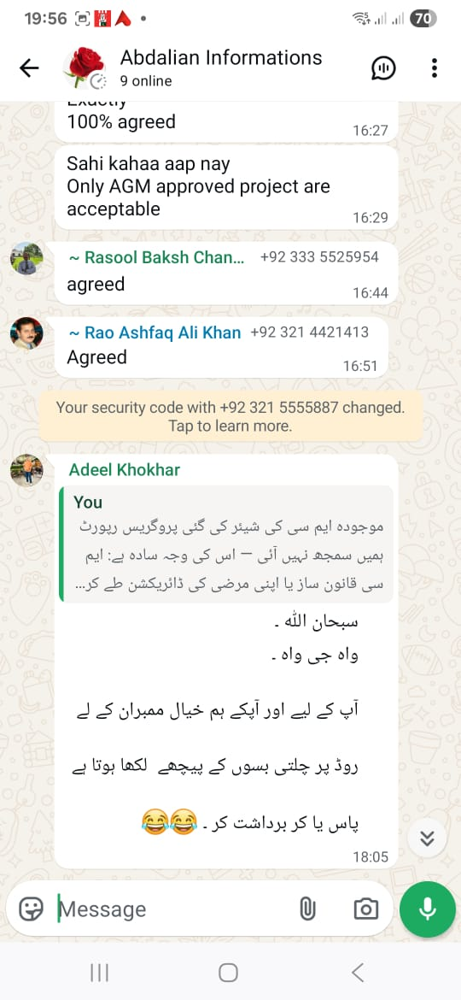 19:56
70
Abdalian Informations
9 online
Exactly
100% agreed
16:27
Sahi kahaa aap nay
Only AGM approved project are
acceptable
16:29
~ Rasool Baksh Chan... +92 333 5525954
agreed
16:44
~ Rao Ashfaq Ali Khan +92 321 4421413
Agreed
16:51
Your security code with +92 321 5555887 changed.
Tap to learn more.
Adeel Khokhar
You
موجودہ ایم سی کی شیئر کی گئی پروگریس رپورٹ
ہمیں سمجھ نہیں آئی — اس کی وجہ سادہ ہے: ایم
سی قانون ساز یا اپنی مرضی کی ڈائریکشن طے کر...
سبحان اللّٰہ ۔
واہ جی واہ ۔
آپ کے لیے اور آپکے ہم خیال ممبران کے لے
روڈ پر چلتی بسوں کے پیچھے لکھا ہوتا ہے
پاس یا کر برداشت کر ۔ 😂😂
18:05
Message